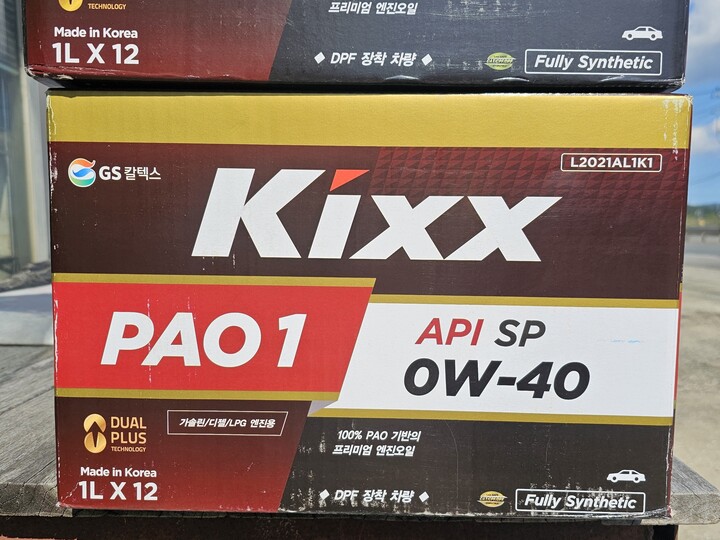 DUAL PLUS
TECHNOLOGY
프리미엄 엔진오일
Made in Korea
1L X 12
◆ DPF 장착 차량 ◆
Fully Synthetic
GS 칼텍스
L2021AL1K1
Kixx
PAO 1
API SP
0W-40
DUAL
PLUS
TECHNOLOGY
가솔린/디젤/LPG 엔진용
100% PAO 기반의
프리미엄 엔진오일
Made in Korea
1L X 12
◆ DPF 장착 차량 ◆
Fully Synthetic